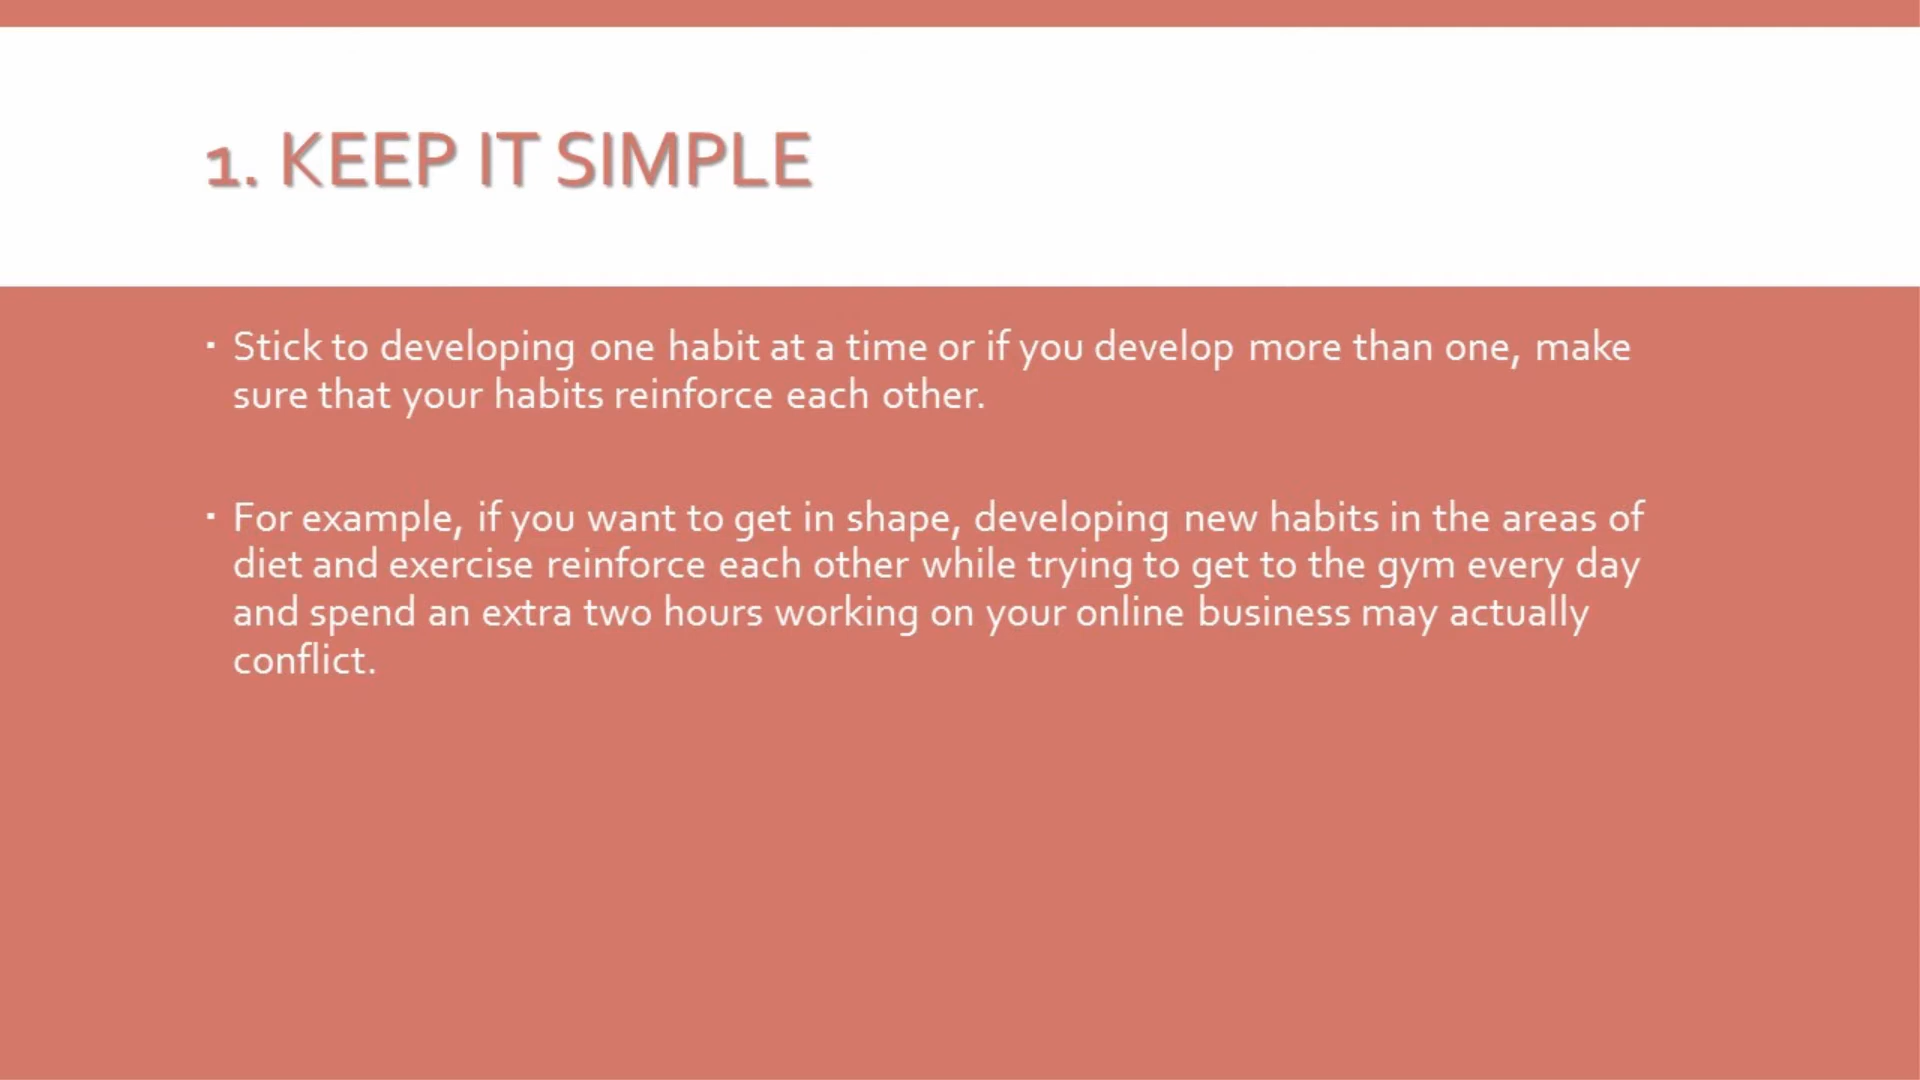 1. KEEP IT SIMPLE
▪ Stick to developing one habit at a time or if you develop more than one, make
sure that your habits reinforce each other.
▪ For example, if you want to get in shape, developing new habits in the areas of
diet and exercise reinforce each other while trying to get to the gym every day
and spend an extra two hours working on your online business may actually
conflict.